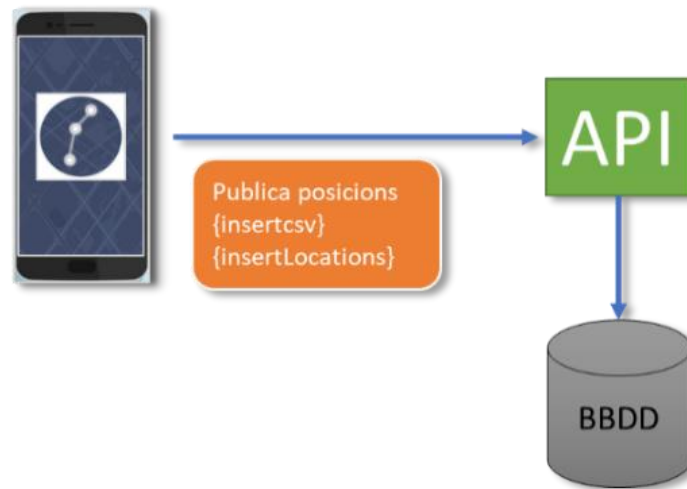 API
Publica posicions
{insertcsv}
{insertLocations}
BBDD